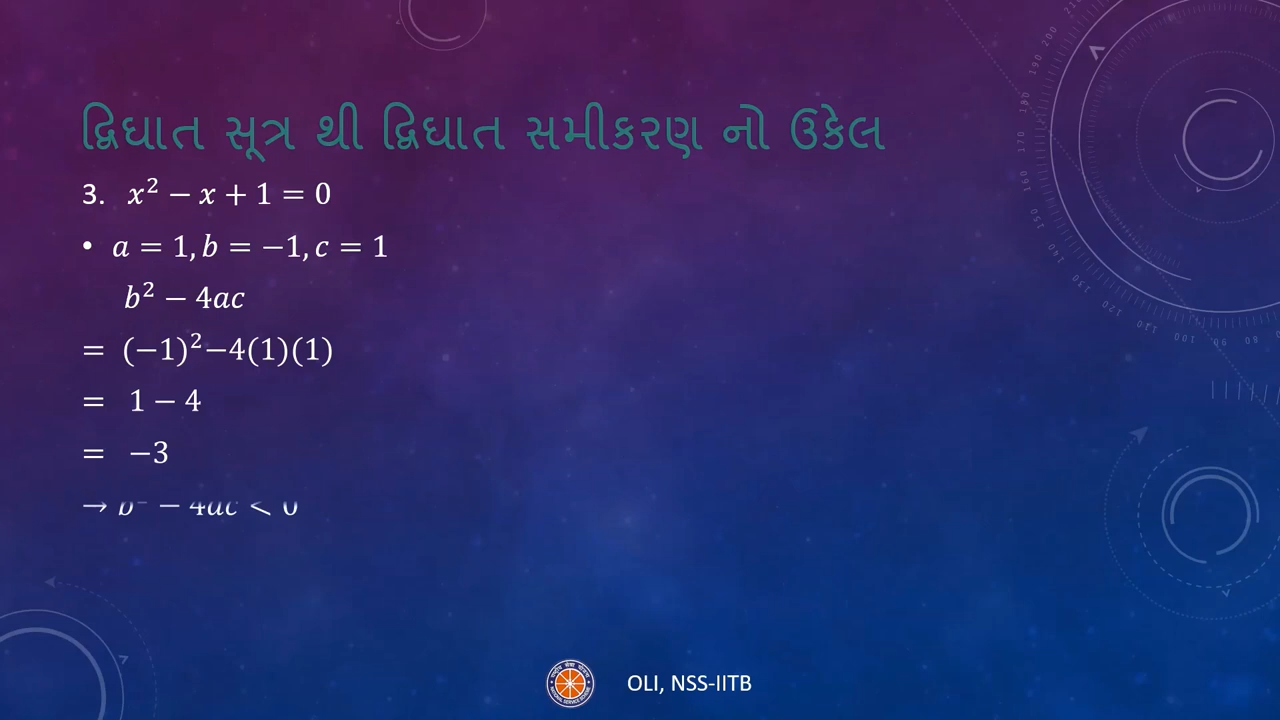 દ્વિઘાત સૂત્ર થી દ્વિઘાત સમીકરણ નો ઉકેલ
3. x² − x + 1 = 0
• a = 1, b = −1, c = 1
b² − 4ac
= (−1)²−4(1)(1)
= 1 − 4
= −3
→ b² − 4ac < 0
OLI, NSS-IITB